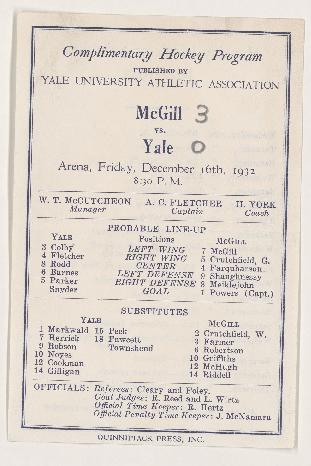 Complimentary Hockey Program
PUBLISHED BY
YALE UNIVERSITY ATHLETIC ASSOCIATION
McGill 3
vs.
Yale 0
Arena, Friday, December 16th, 1932
8:30 P. M.
W. T. McCUTCHEON A. C. FLETCHER H. YORK
Manager Captain Coach
PROBABLE LINE-UP
YALE Positions McGILL
3 Colby LEFT WING 7 McGill
4 Fletcher RIGHT WING 5 Crutchfield, G.
8 Rodd CENTER 4 Farquharson
6 Barnes LEFT DEFENSE 9 Shaughnessy
5 Parker RIGHT DEFENSE 8 Meiklejohn
Snyder GOAL 1 Powers (Capt.)
SUBSTITUTES
YALE McGILL
1 Markwald 15 Peck 2 Crutchfield, W.
7 Herrick 18 Fawcett 3 Farmer
9 Robson Townshend 6 Robertson
10 Noyes 10 Griffiths
12 Cookman 12 McHugh
14 Gilligan 14 Riddell
OFFICIALS: Referees: Cleary and Foley.
Goal Judges: R. Reed and L. Wirtz
Official Time Keeper: R. Hertz
Official Penalty Time Keeper: J. McNamara
QUINNIPIACK PRESS, INC.